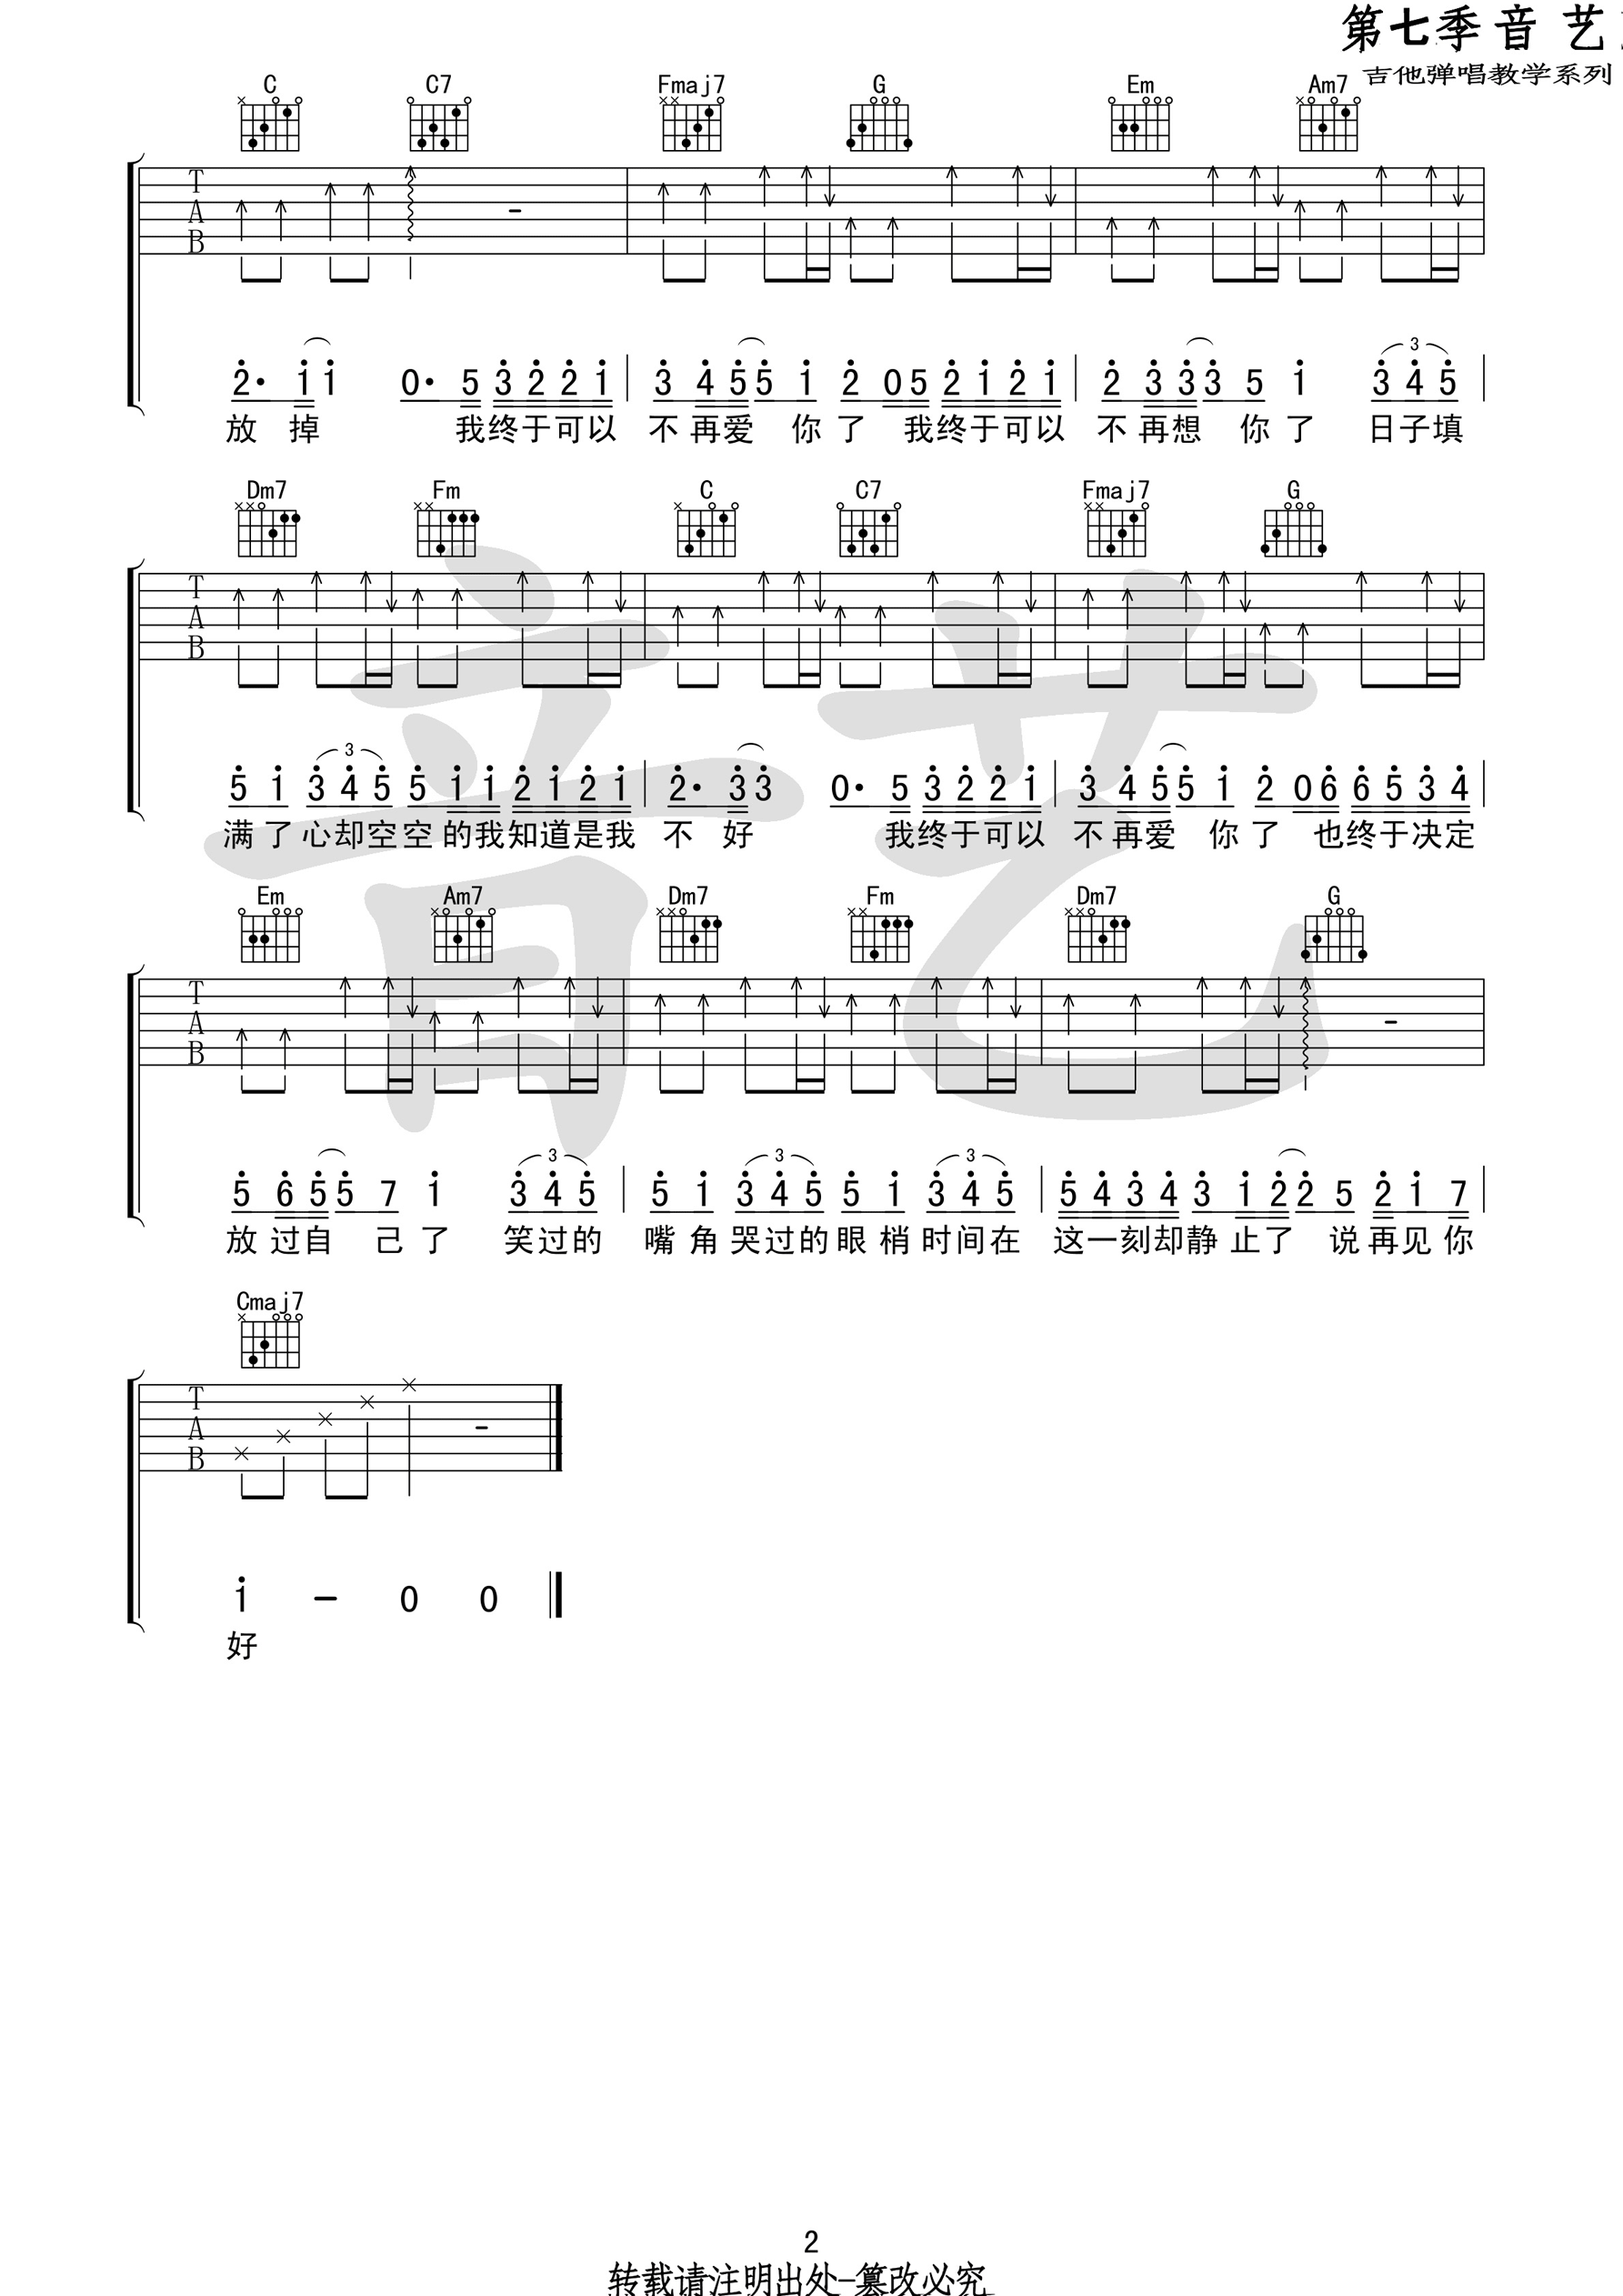 第七季音 艺
吉他弹唱教学系列
C C7 Fmaj7 G Em Am7
T
A
B
2· 1 1 0· 5 3 2 2 1 3 4 5 5 1 2 0 5 2 1 2 1 2 3 3 3 5 1 3 4 5
3
放 掉 我终于可以 不 再爱 你 了 我终于可以 不 再想 你 了 日子填
Dm7 Fm C C7 Fmaj7 G
T
A
B
3
5 1 3 4 5 5 1 1 2 1 2 1 2· 3 3 0· 5 3 2 2 1 3 4 5 5 1 2 0 6 6 5 3 4
满 了 心却空 空 的我知道是我 不 好 我终于可以 不 再爱 你 了 也终于决定
Em Am7 Dm7 Fm Dm7 G
T
A
B
3 3 3
5 6 5 5 7 1 3 4 5 5 1 3 4 5 5 1 3 4 5 5 4 3 4 3 1 2 2 5 2 1 7
放 过自 己 了 笑过的 嘴 角 哭过的 眼 梢 时间在 这一刻却静 止了 说 再见 你
Cmaj7
T
A
B
1 - 0 0
好
音艺
2
转载请注明出处-篡改必究